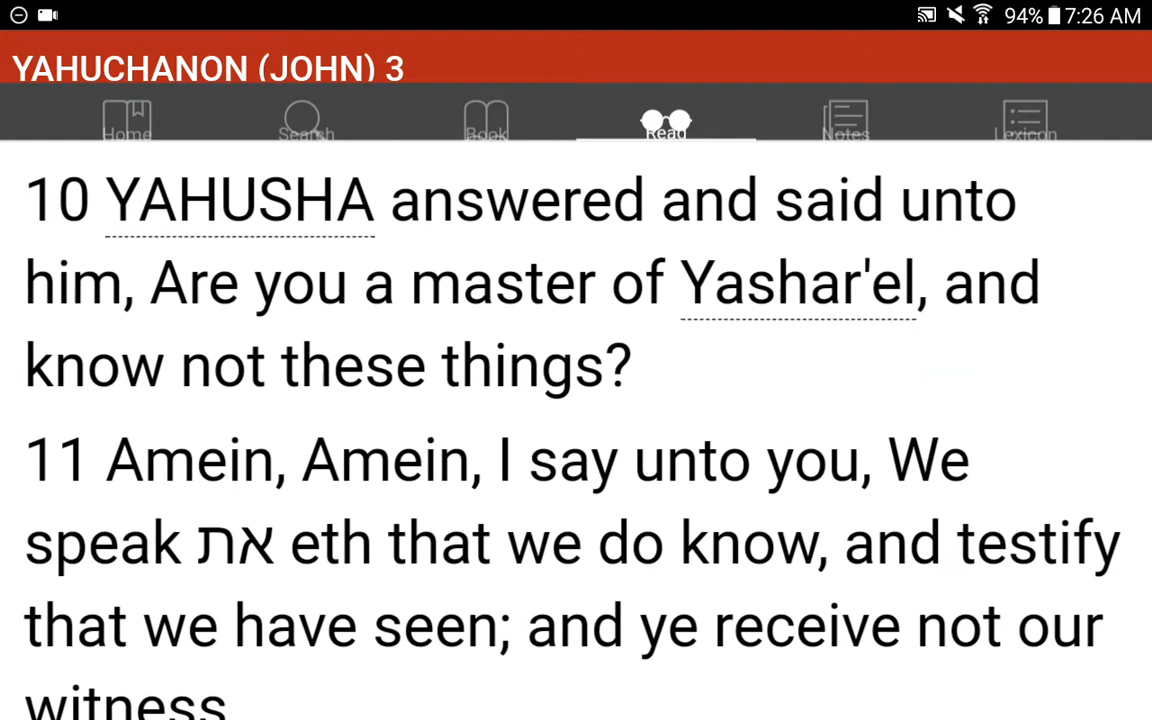 94% 7:26 AM
YAHUCHANON (JOHN) 3
Home Search Book Read Notes Lexicon
10 YAHUSHA answered and said unto
him, Are you a master of Yashar'el, and
know not these things?
11 Amein, Amein, I say unto you, We
speak את eth that we do know, and testify
that we have seen; and ye receive not our
witness